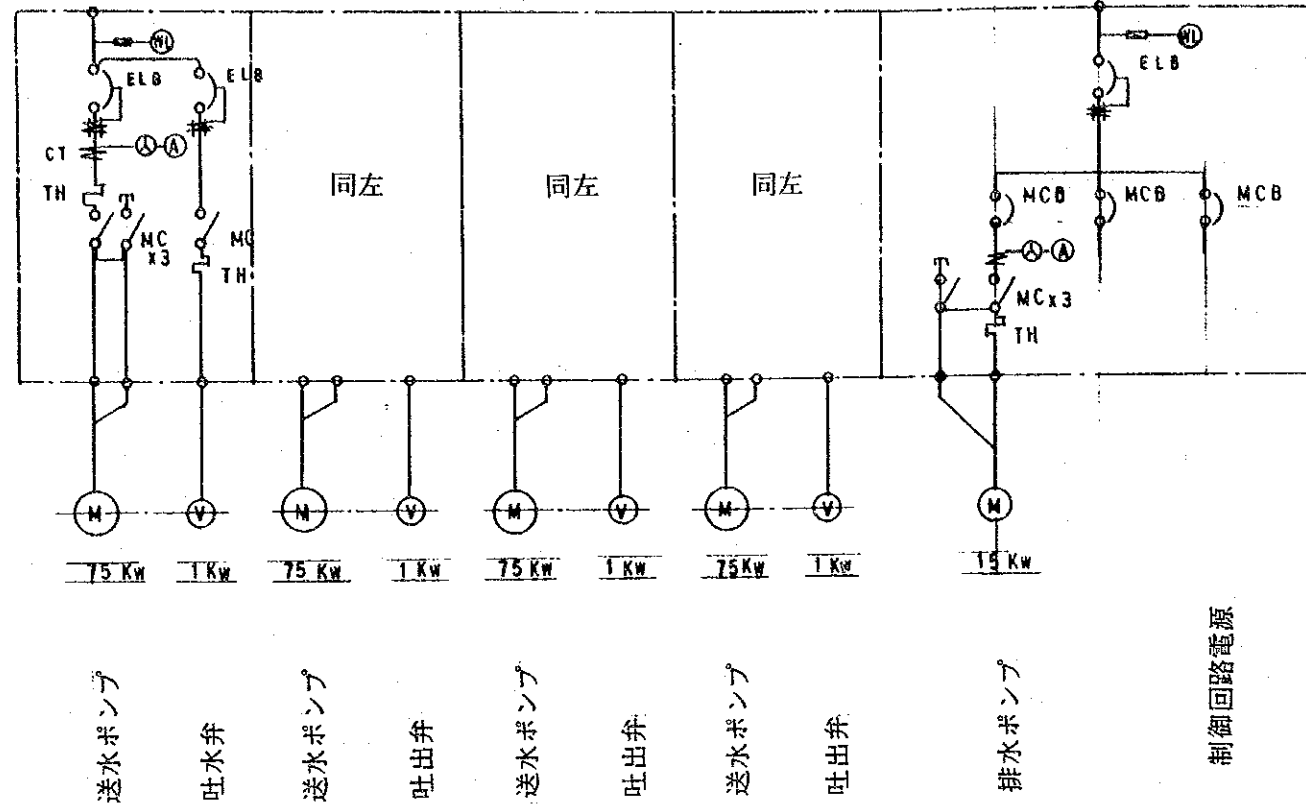 WL
ELB
ELB
CT
A
TH
MC
x3
MC
TH
同左
同左
同左
WL
ELB
MCB
MCB
MCB
A
MCx3
TH
M
V
M
V
M
V
M
V
M
75 Kw
1 Kw
75 Kw
1 Kw
75 Kw
1 Kw
75 Kw
1 Kw
15 Kw
送水ポンプ
吐水弁
送水ポンプ
吐出弁
送水ポンプ
吐出弁
送水ポンプ
吐出弁
排水ポンプ
制御回路電源